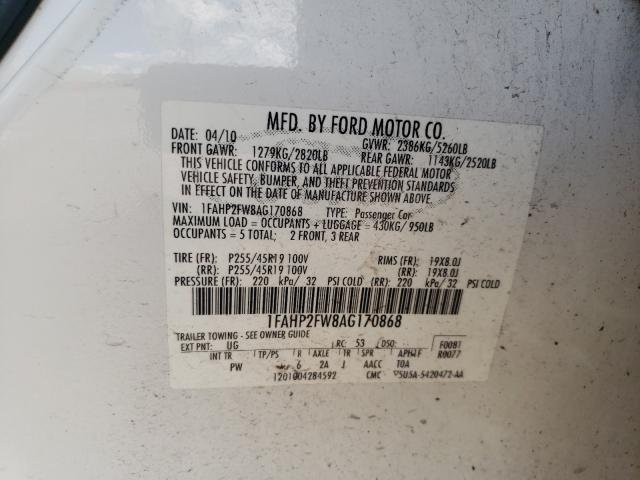 MFD. BY FORD MOTOR CO.
DATE: 04/10 GVWR: 2386KG/5260LB
FRONT GAWR: 1279KG/2820LB REAR GAWR: 1143KG/2520LB
THIS VEHICLE CONFORMS TO ALL APPLICABLE FEDERAL MOTOR
VEHICLE SAFETY, BUMPER, AND THEFT PREVENTION STANDARDS
IN EFFECT ON THE DATE OF MANUFACTURE SHOWN ABOVE.
VIN: 1FAHP2FW8AG170868 TYPE: Passenger Car
MAXIMUM LOAD = OCCUPANTS + LUGGAGE = 430KG/ 950LB
OCCUPANTS = 5 TOTAL; 2 FRONT, 3 REAR
TIRE (FR): P255/45R19 100V RIMS (FR): 19X8.0J
(RR): P255/45R19 100V (RR): 19X8.0J
PRESSURE (FR): 220 kPa/ 32 PSI COLD (RR): 220 kPa/ 32 PSI COLD
1FAHP2FW8AG170868
TRAILER TOWING - SEE OWNER GUIDE
EXT PNT: UG RC: 53 DSO: F0081
INT TR TP/PS R AXLE TR SPR R0077
PW 6 2A J AACC TOA
1201004284592 CMC 5U5A-5420472-AA